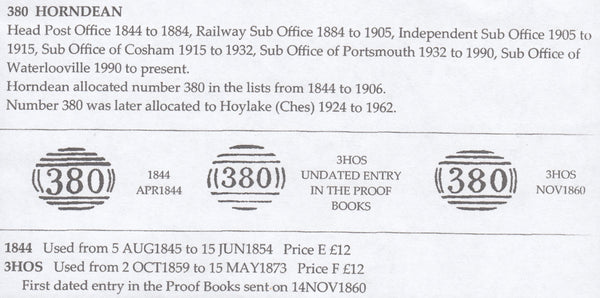 380 HORNDEAN
Head Post Office 1844 to 1884, Railway Sub Office 1884 to 1905, Independent Sub Office 1905 to
1915, Sub Office of Cosham 1915 to 1932, Sub Office of Portsmouth 1932 to 1990, Sub Office of
Waterlooville 1990 to present.
Horndean allocated number 380 in the lists from 1844 to 1906.
Number 380 was later allocated to Hoylake (Ches) 1924 to 1962.
380
1844
APR1844
380
3HOS
UNDATED ENTRY
IN THE PROOF
BOOKS
380
3HOS
NOV1860
1844 Used from 5 AUG1845 to 15 JUN1854 Price E £12
3HOS Used from 2 OCT1859 to 15 MAY1873 Price F £12
First dated entry in the Proof Books sent on 14NOV1860